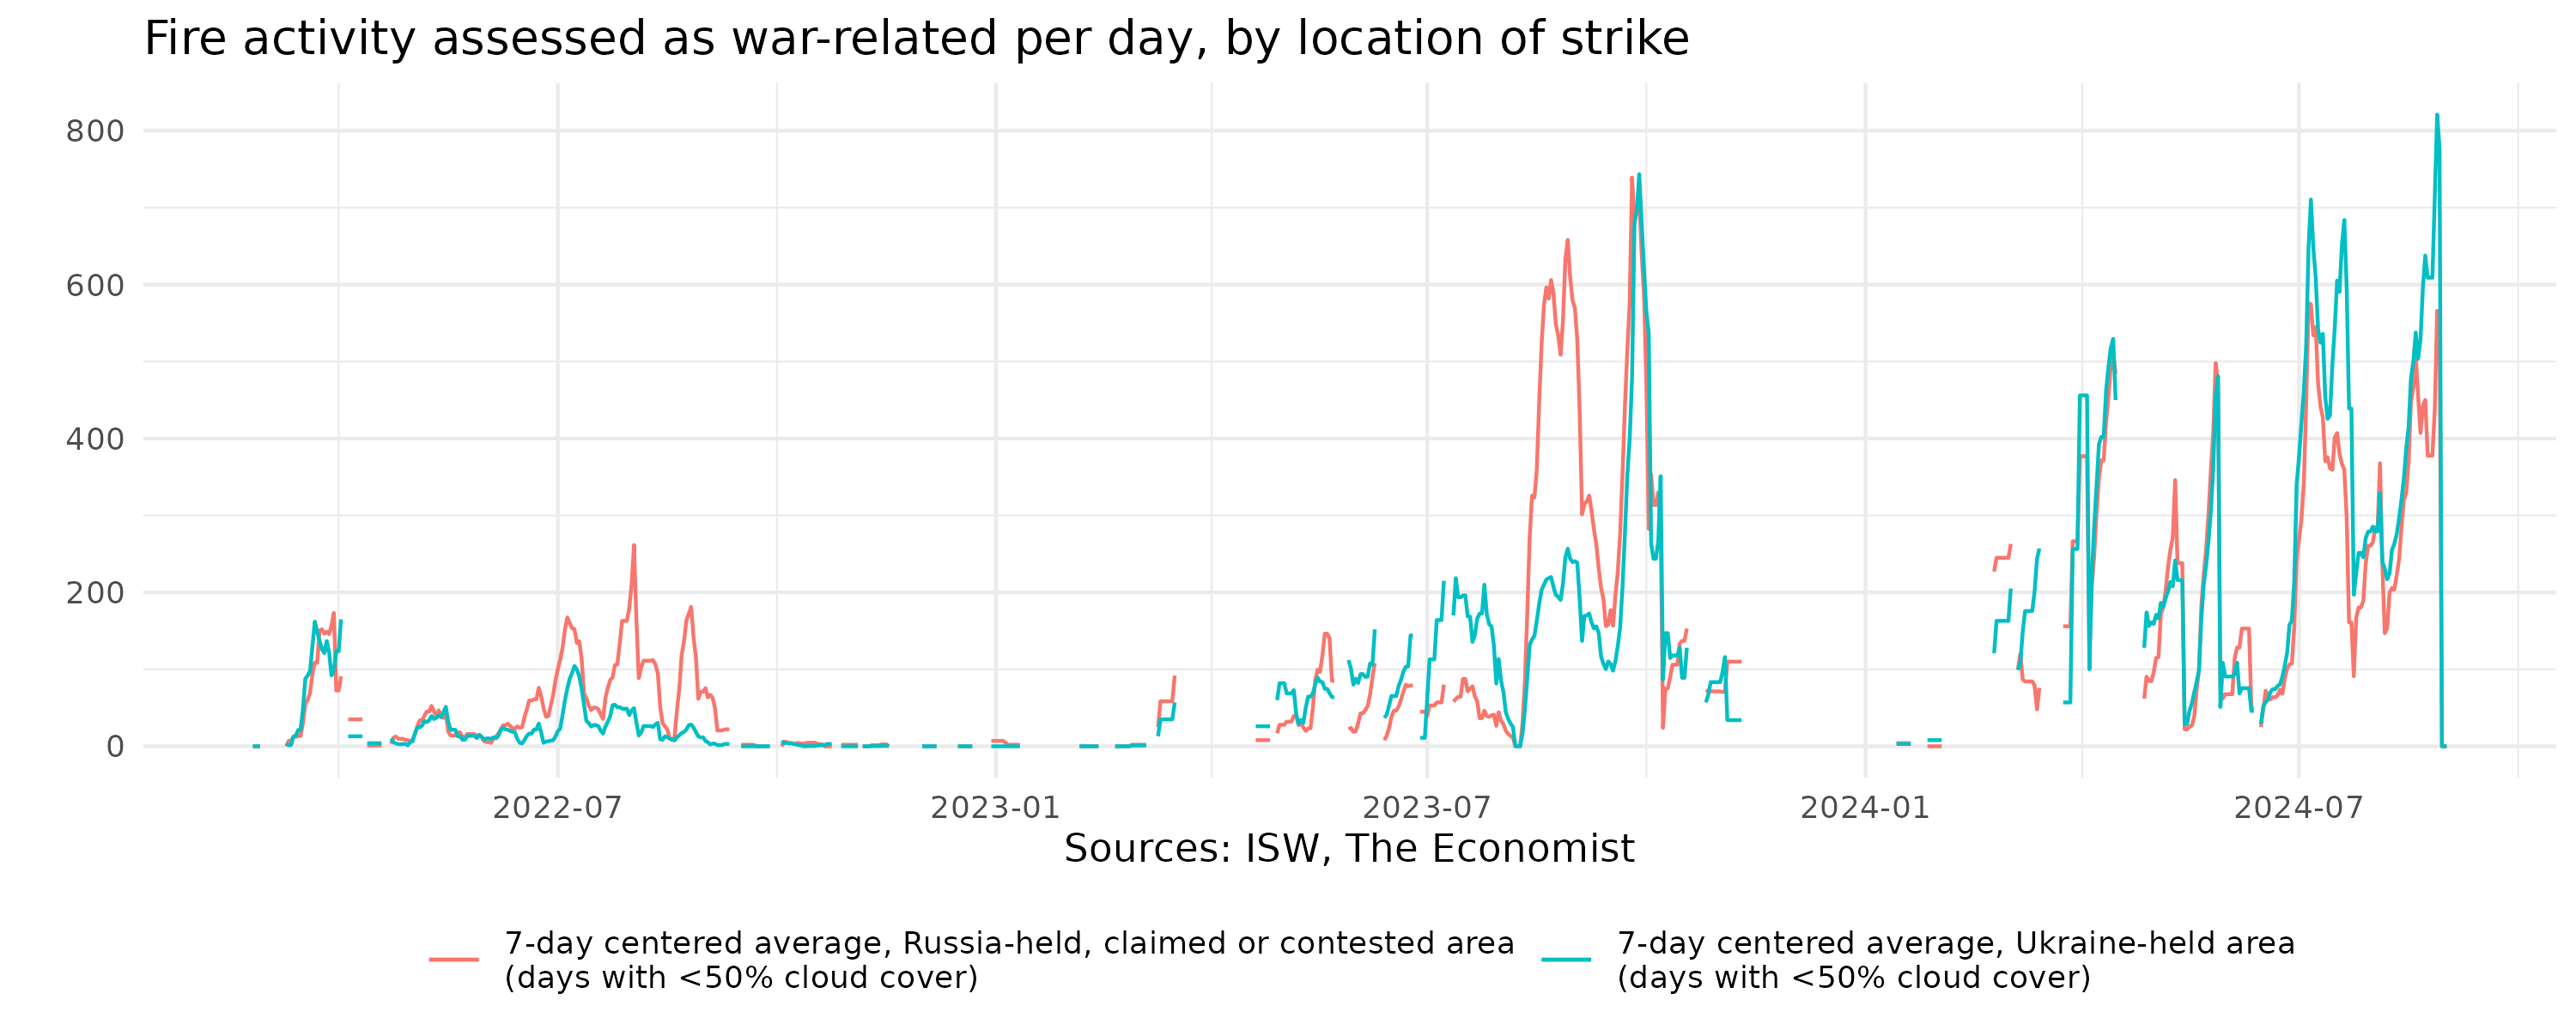 Fire activity assessed as war-related per day, by location of strike
800
600
400
200
0
2022-07
2023-01
2023-07
2024-01
2024-07
Sources: ISW, The Economist
7-day centered average, Russia-held, claimed or contested area
(days with <50% cloud cover)
7-day centered average, Ukraine-held area
(days with <50% cloud cover)